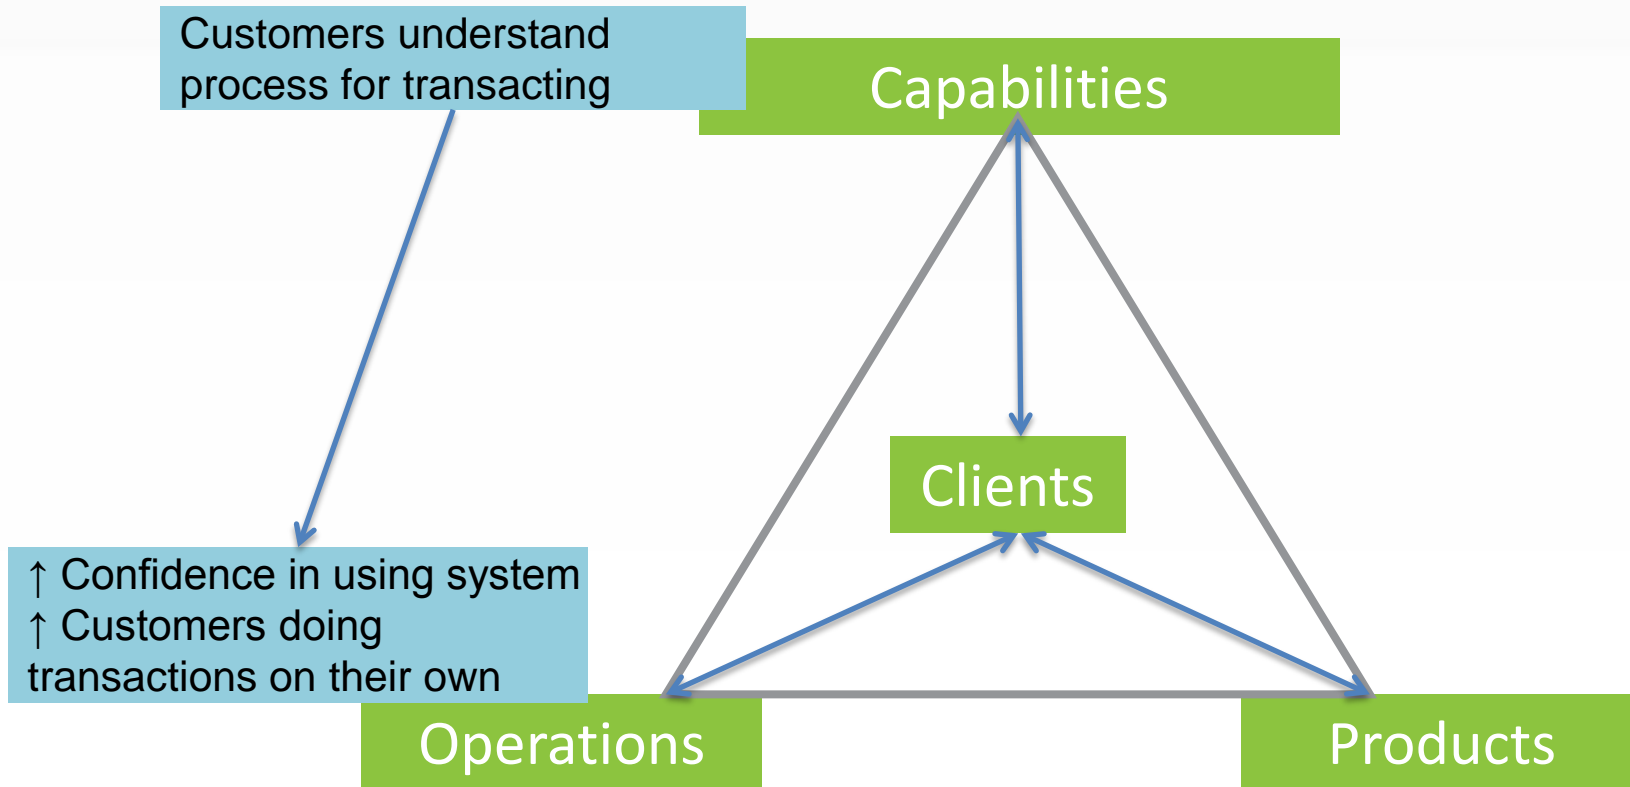 Customers understand
process for transacting
Capabilities
Clients
↑ Confidence in using system
↑ Customers doing
transactions on their own
Operations
Products